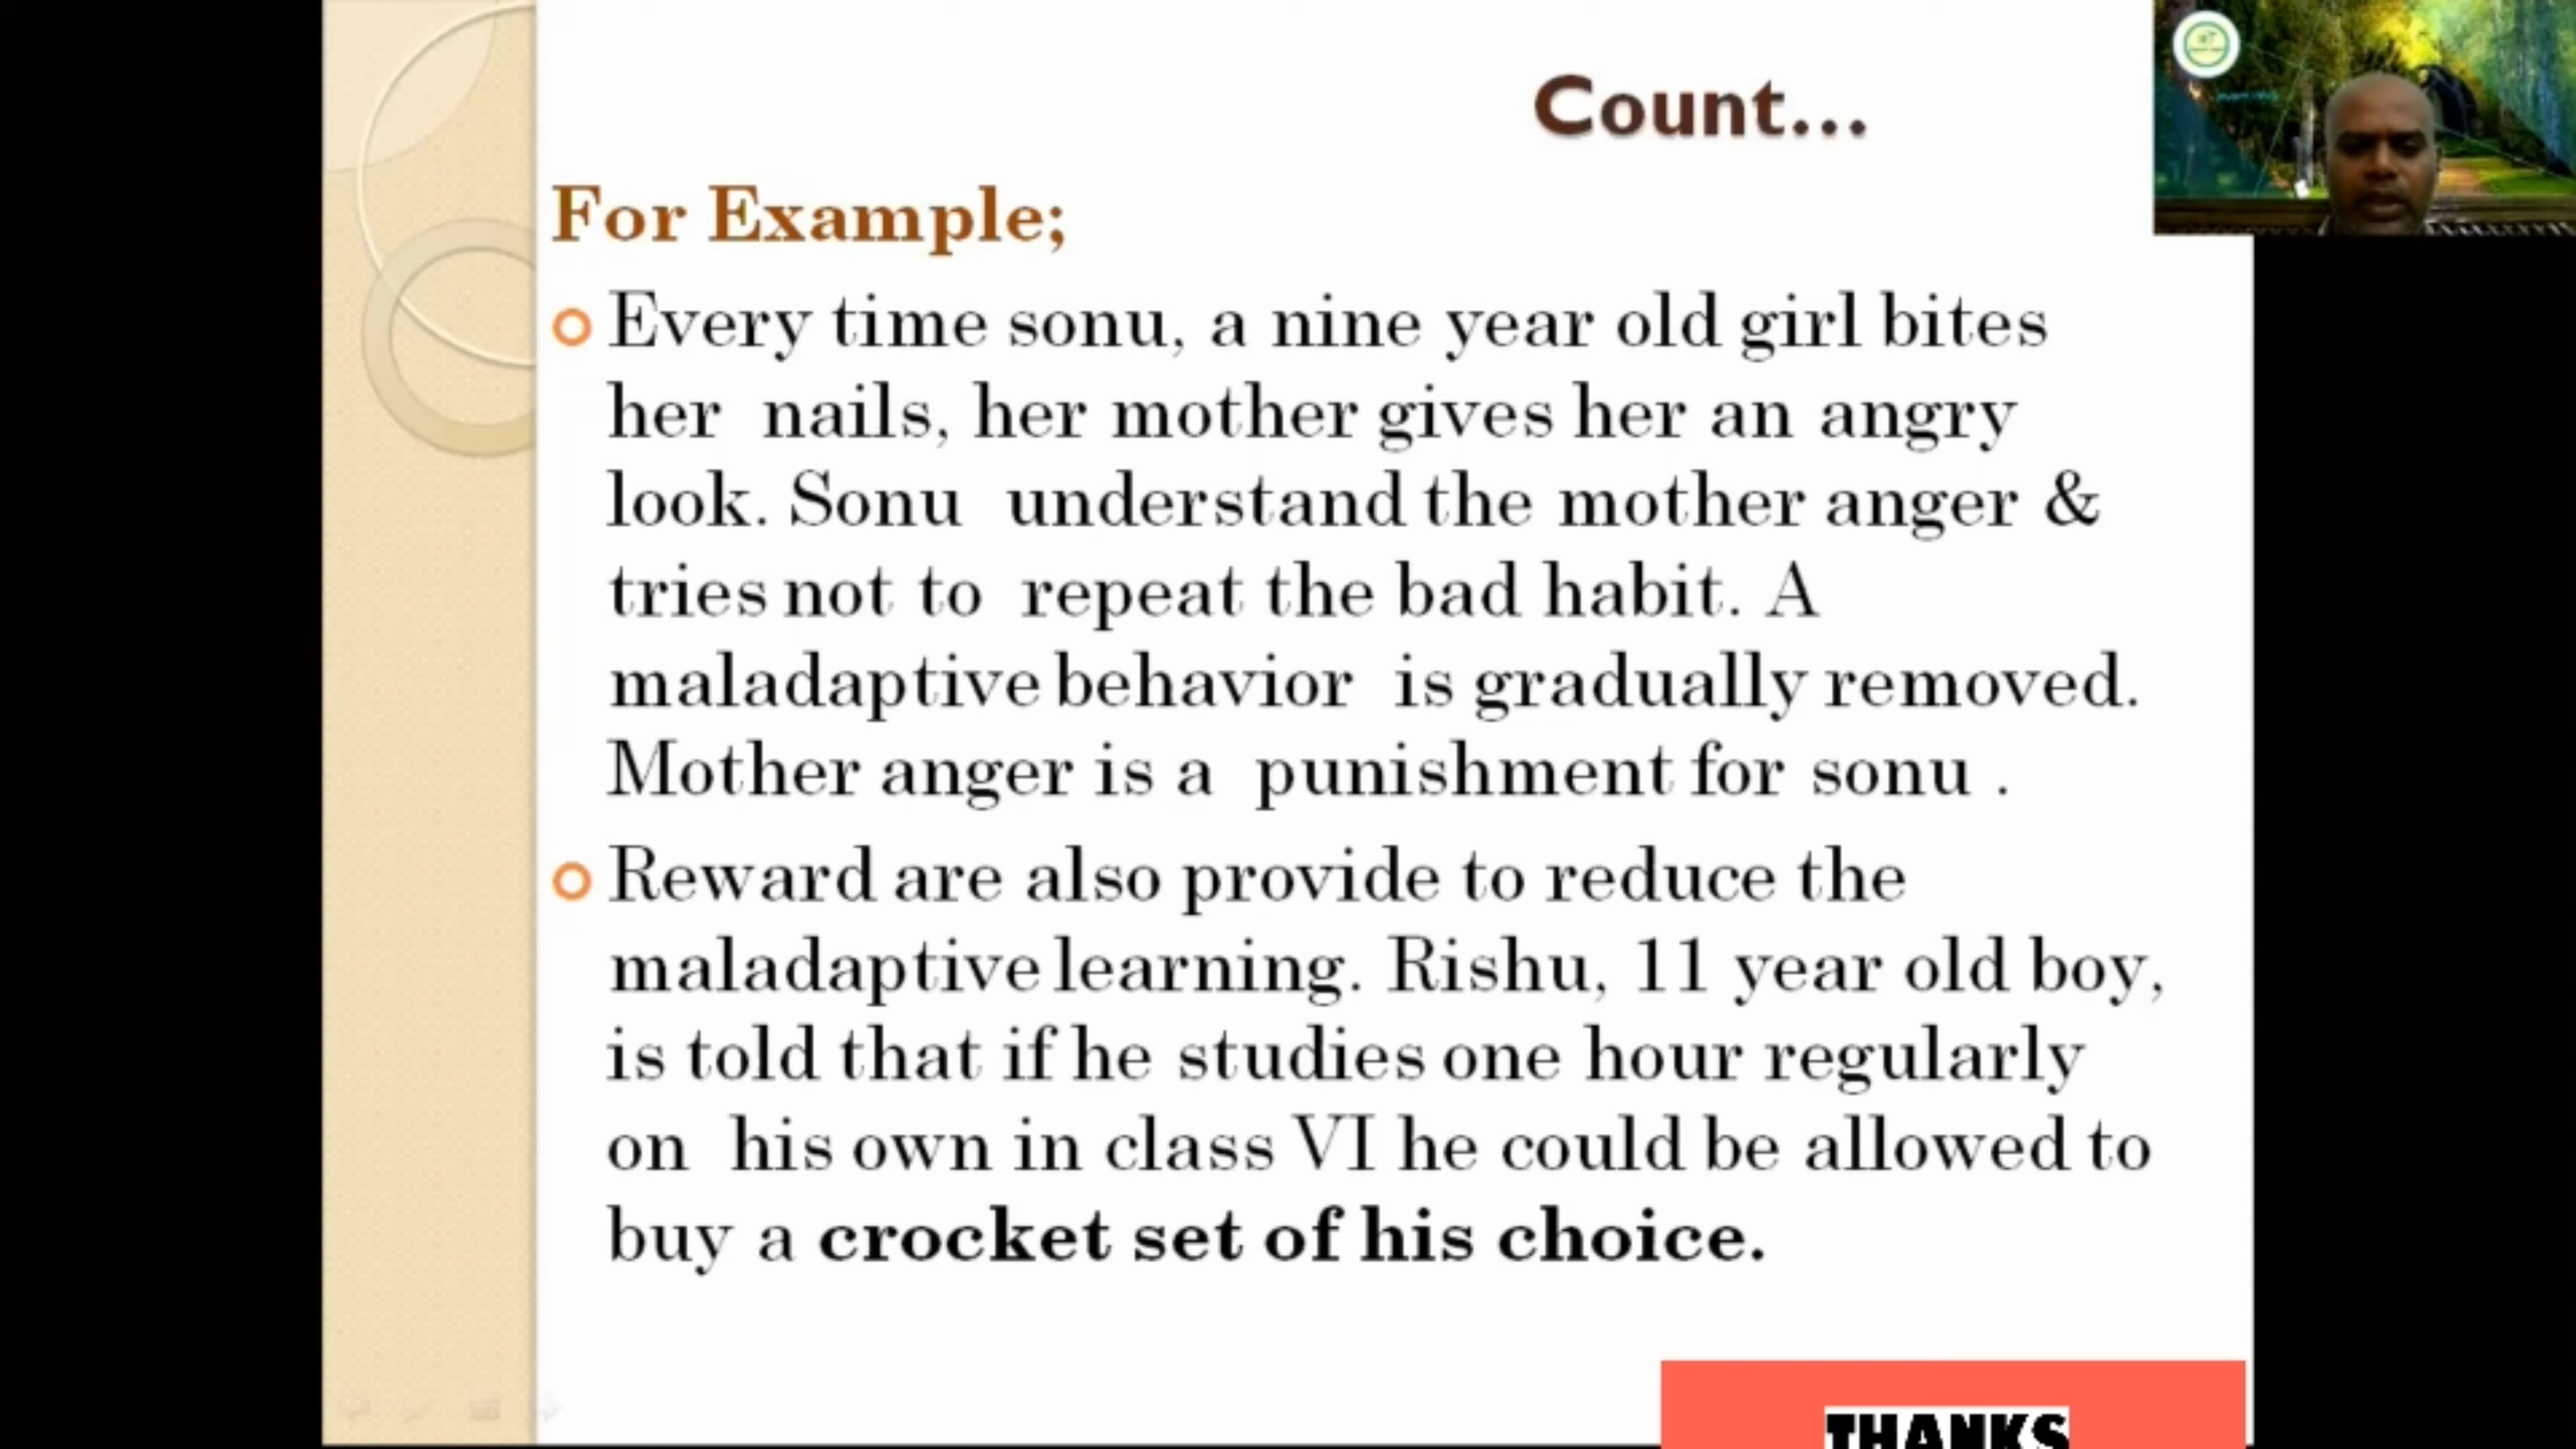 Count...
For Example;
Every time sonu, a nine year old girl bites
her nails, her mother gives her an angry
look. Sonu understand the mother anger &
tries not to repeat the bad habit. A
maladaptive behavior is gradually removed.
Mother anger is a punishment for sonu .
Reward are also provide to reduce the
maladaptive learning. Rishu, 11 year old boy,
is told that if he studies one hour regularly
on his own in class VI he could be allowed to
buy a crocket set of his choice.
THANKS